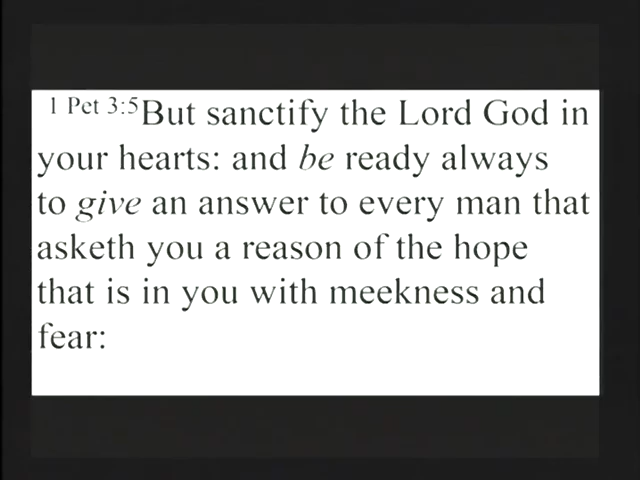 1 Pet 3:5But sanctify the Lord God in
your hearts: and be ready always
to give an answer to every man that
asketh you a reason of the hope
that is in you with meekness and
fear: